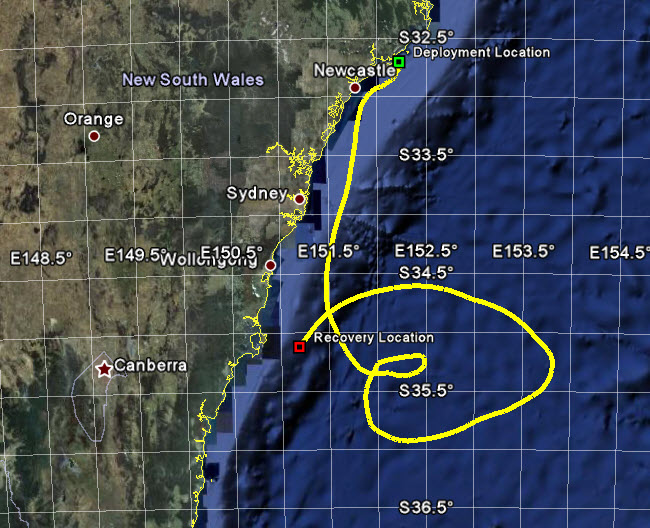 S32.5°
Deployment Location
New South Wales
Newcastle
Orange
S33.5°
Sydney
E148.5°
E149.5°
Wollongong
E150.5°
E151.5°
E152.5°
E153.5°
E154.5°
S34.5°
Recovery Location
Canberra
S35.5°
S36.5°